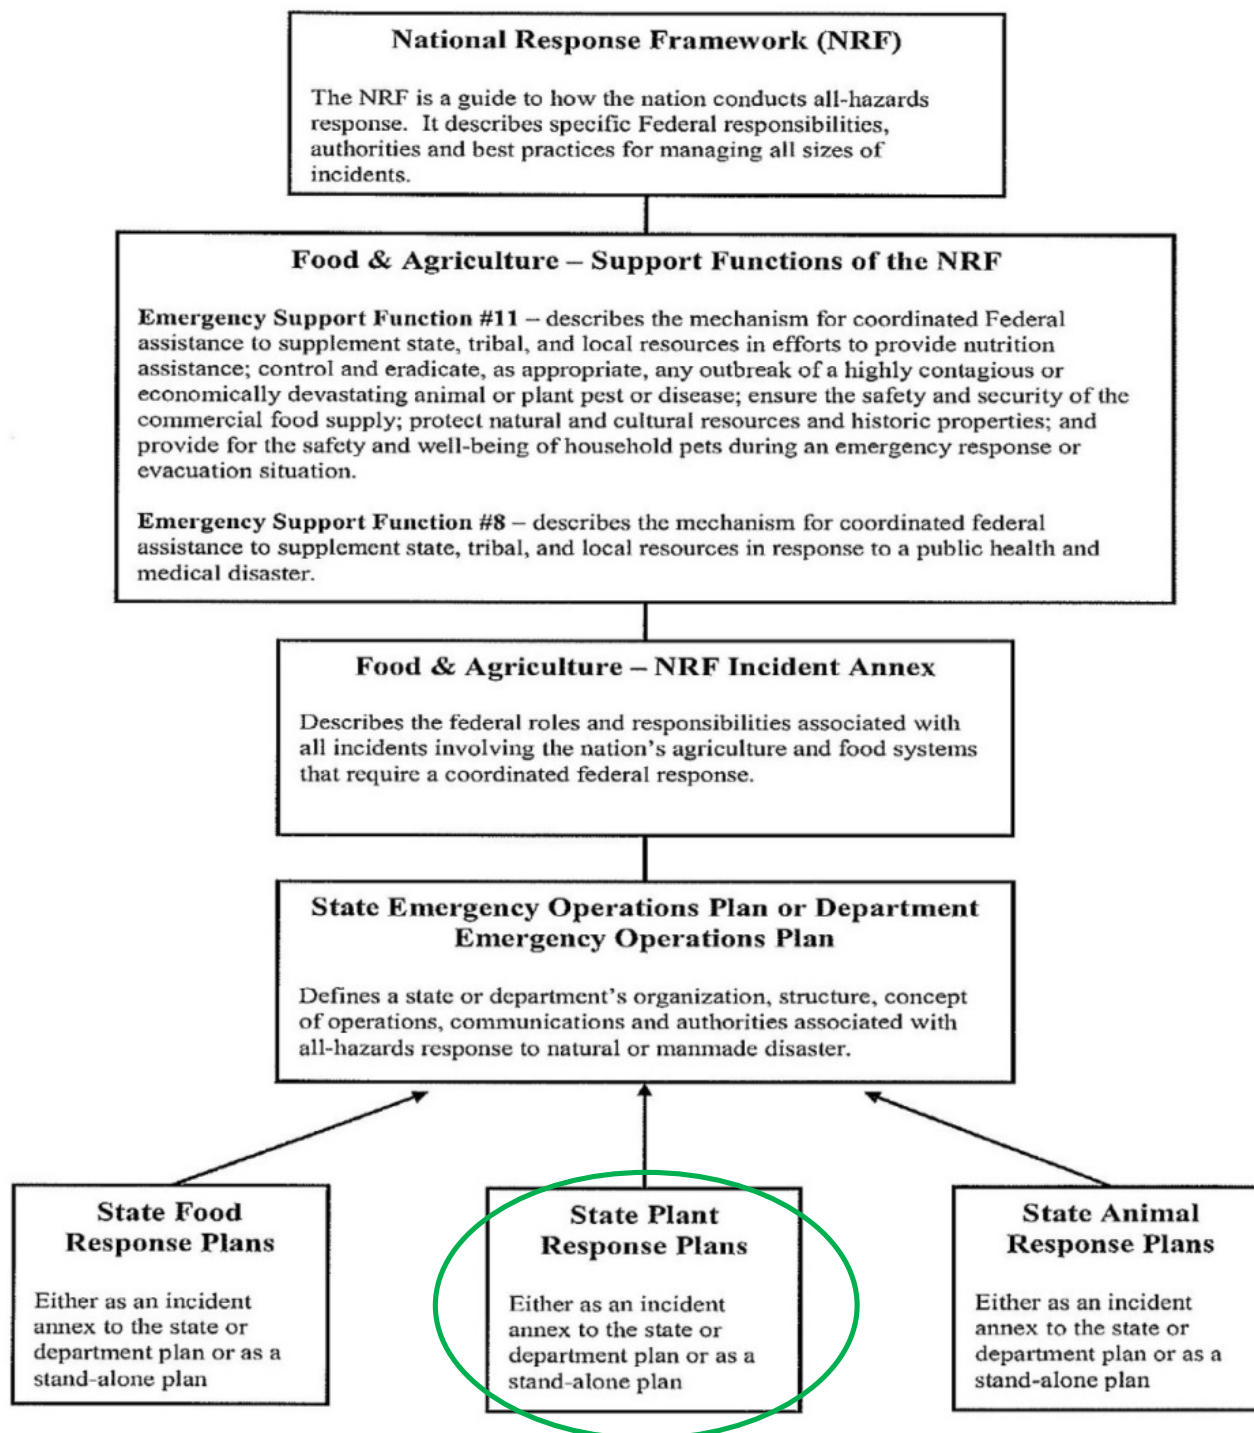 National Response Framework (NRF)
The NRF is a guide to how the nation conducts all-hazards
response.  It describes specific Federal responsibilities,
authorities and best practices for managing all sizes of
incidents.
Food & Agriculture – Support Functions of the NRF
Emergency Support Function #11 – describes the mechanism for coordinated Federal
assistance to supplement state, tribal, and local resources in efforts to provide nutrition
assistance; control and eradicate, as appropriate, any outbreak of a highly contagious or
economically devastating animal or plant pest or disease; ensure the safety and security of the
commercial food supply; protect natural and cultural resources and historic properties; and
provide for the safety and well-being of household pets during an emergency response or
evacuation situation.
Emergency Support Function #8 – describes the mechanism for coordinated federal
assistance to supplement state, tribal, and local resources in response to a public health and
medical disaster.
Food & Agriculture – NRF Incident Annex
Describes the federal roles and responsibilities associated with
all incidents involving the nation's agriculture and food systems
that require a coordinated federal response.
State Emergency Operations Plan or Department
Emergency Operations Plan
Defines a state or department's organization, structure, concept
of operations, communications and authorities associated with
all-hazards response to natural or manmade disaster.
State Food
Response Plans
Either as an incident
annex to the state or
department plan or as a
stand-alone plan
State Plant
Response Plans
Either as an incident
annex to the state or
department plan or as a
stand-alone plan
State Animal
Response Plans
Either as an incident
annex to the state or
department plan or as a
stand-alone plan